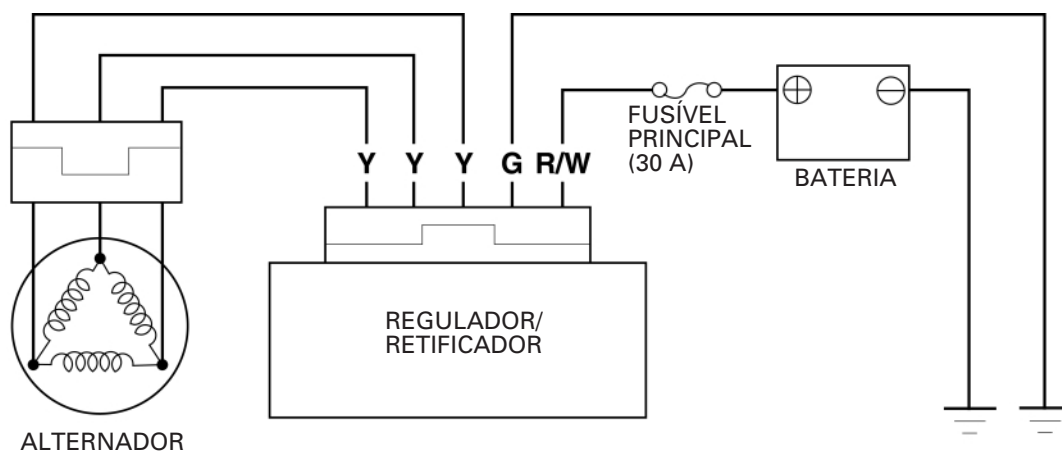 FUSÍVEL
PRINCIPAL
(30 A)
BATERIA
Y Y Y G R/W
REGULADOR/
RETIFICADOR
ALTERNADOR